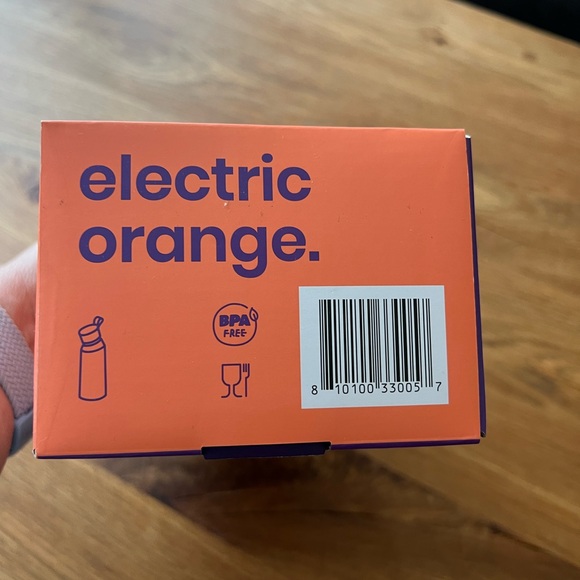 electric
orange.
BPA
FREE
8 10100 33005 7